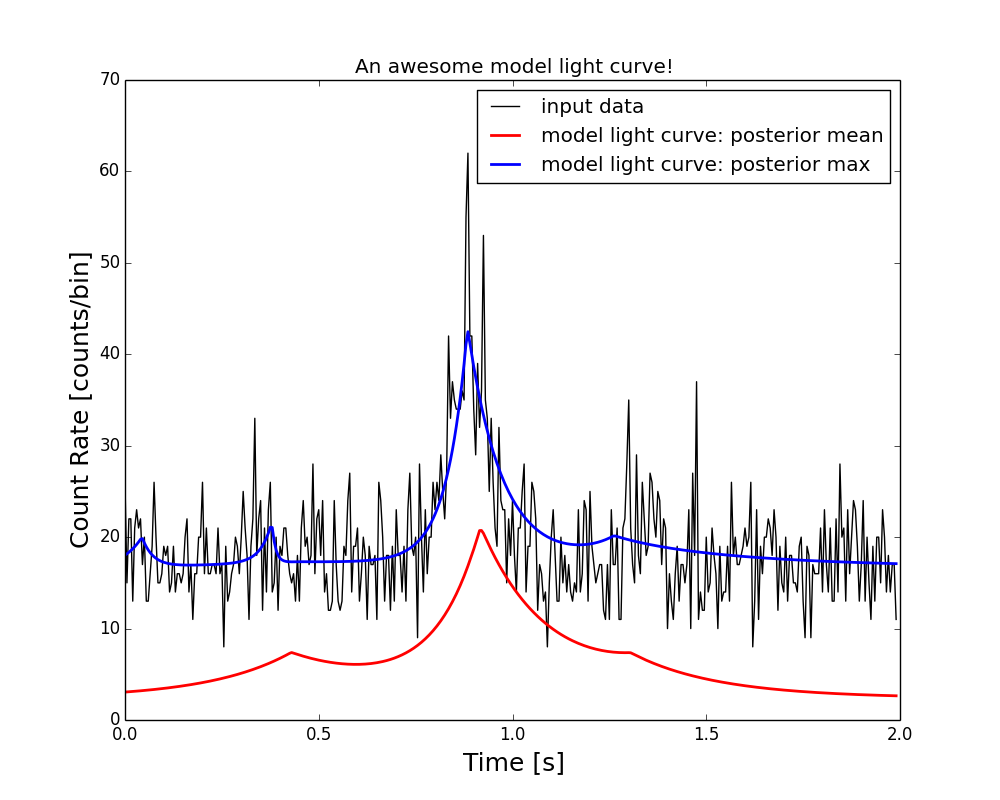 An awesome model light curve!
input data
model light curve: posterior mean
model light curve: posterior max
Count Rate [counts/bin]
70
60
50
40
30
20
10
0
0.0 0.5 1.0 1.5 2.0
Time [s]